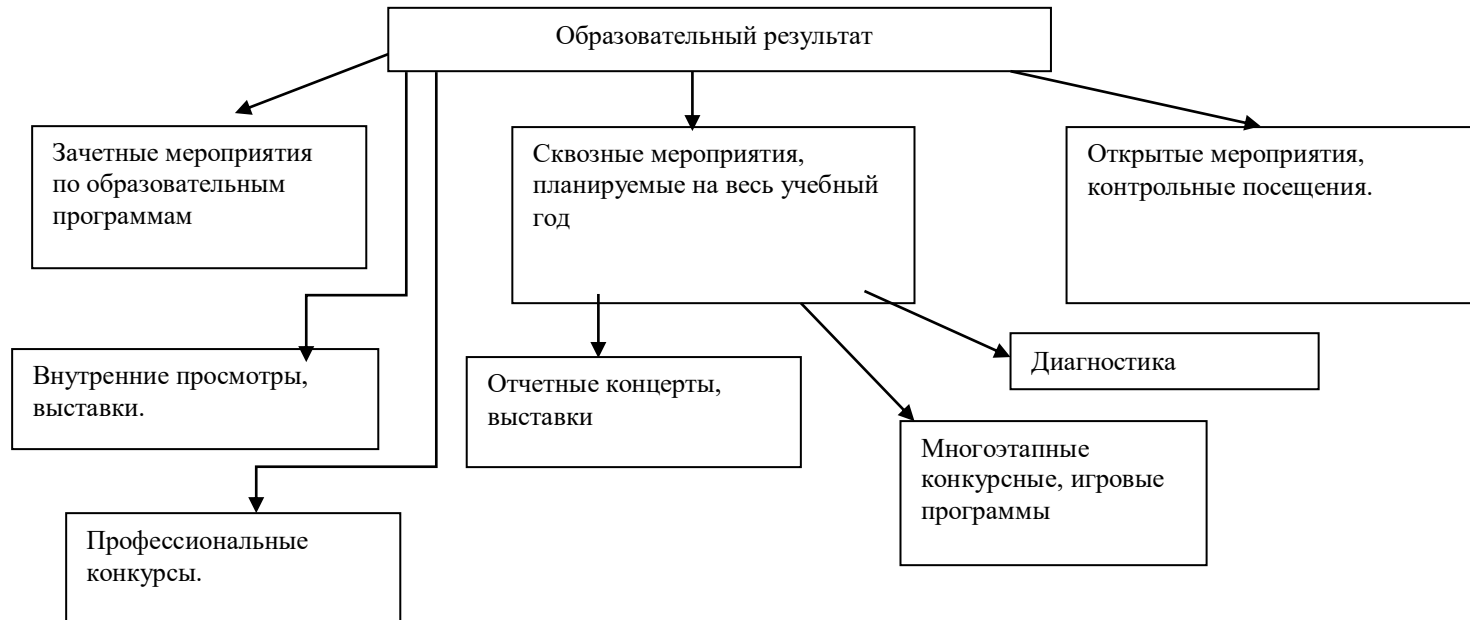 Образовательный результат
Зачетные мероприятия
по образовательным
программам
Сквозные мероприятия,
планируемые на весь учебный
год
Открытые мероприятия,
контрольные посещения.
Внутренние просмотры,
выставки.
Отчетные концерты,
выставки
Диагностика
Многоэтапные
конкурсные, игровые
программы
Профессиональные
конкурсы.